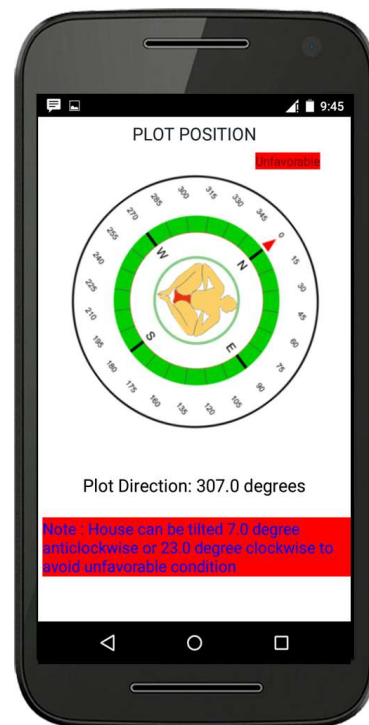 9:45
PLOT POSITION
Unfavorable
0
15
30
45
60
75
90
105
120
135
160
175
180
195
210
225
240
255
270
285
300
315
330
345
N
E
S
W
Plot Direction: 307.0 degrees
Note : House can be tilted 7.0 degree
anticlockwise or 23.0 degree clockwise to
avoid unfavorable condition